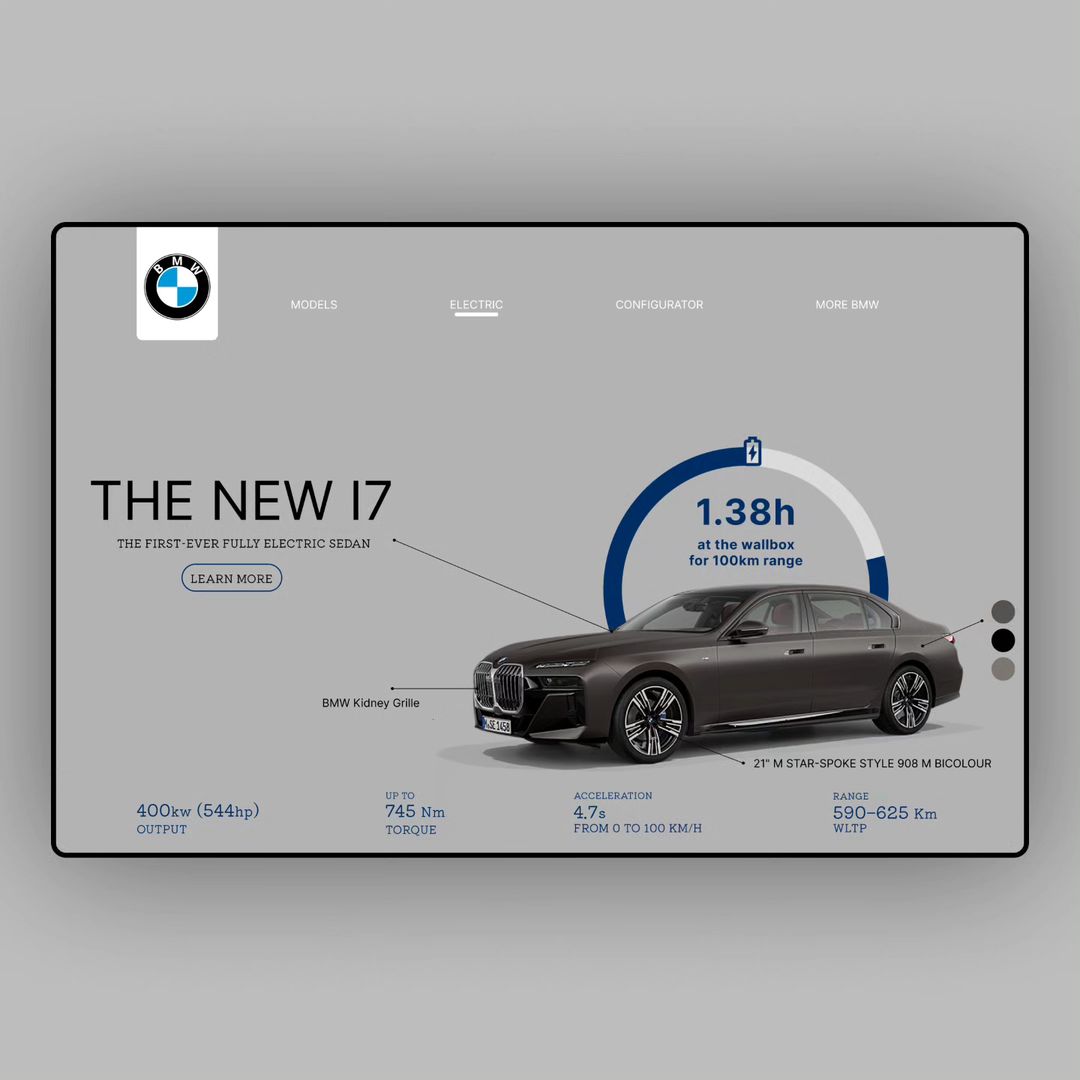 BMW
MODELS
ELECTRIC
CONFIGURATOR
MORE BMW
THE NEW I7
THE FIRST-EVER FULLY ELECTRIC SEDAN
LEARN MORE
1.38h
at the wallbox
for 100km range
BMW Kidney Grille
M·SE 1458
21" M STAR-SPOKE STYLE 908 M BICOLOUR
400kw (544hp)
OUTPUT
UP TO
745 Nm
TORQUE
ACCELERATION
4.7s
FROM 0 TO 100 KM/H
RANGE
590-625 Km
WLTP